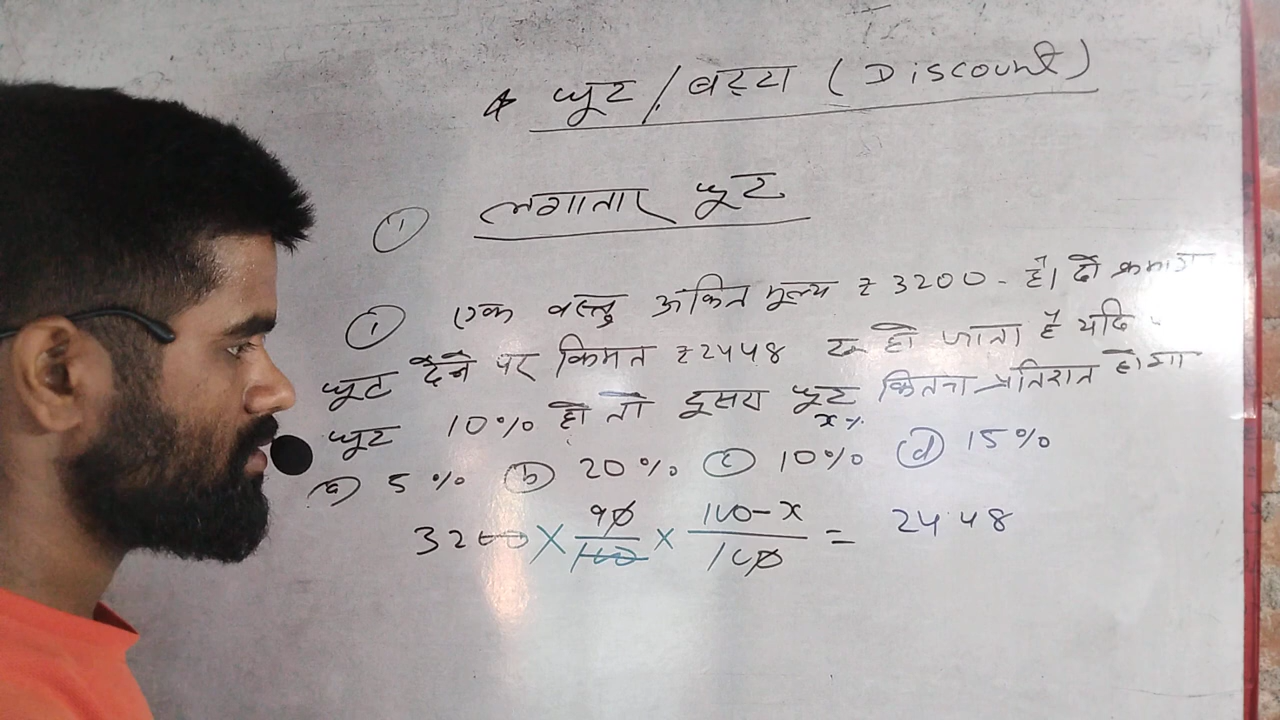 * छूट / बट्टा ( Discount )
① लगातार छूट
① एक वस्तु अंकित मूल्य ₹ 3200 - है। दो क्रमागत
छूट देने पर किमत ₹ 2448 रू हो जाता है यदि
छूट 10% हो तो दूसरा छूट कितना प्रतिशत होगा
x%
ⓐ 5 % ⓑ 20 % ⓒ 10% ⓓ 15 %
3200 × 90/100 × 100-x/100 = 2448